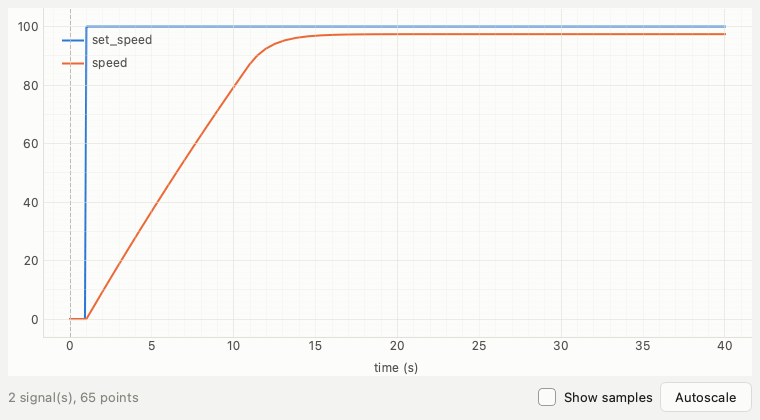 100
set_speed
speed
80
60
40
20
0
0 5 10 15 20 25 30 35 40
time (s)
2 signal(s), 65 points
Show samples
Autoscale